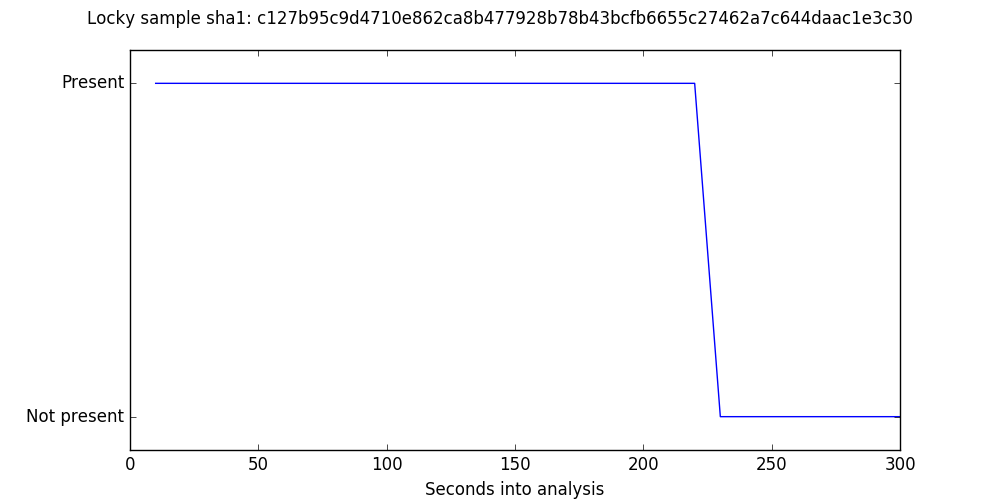 Locky sample sha1: c127b95c9d4710e862ca8b477928b78b43bcfb6655c27462a7c644daac1e3c30
Present
Not present
0 50 100 150 200 250 300
Seconds into analysis